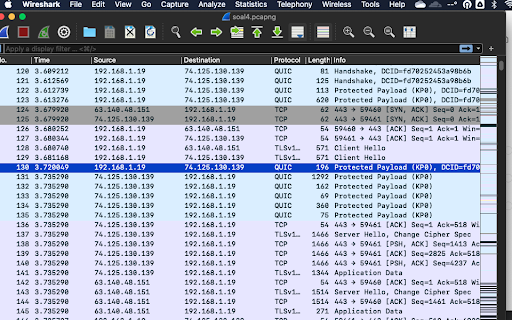 Wireshark File Edit View Go Capture Analyze Statistics Telephony Wireless Tools Help
soal4.pcapng
Apply a display filter ... <⌘/>
No. Time Source Destination Protocol Length Info
120 3.609212 192.168.1.19 74.125.130.139 QUIC 81 Handshake, DCID=fd70252453a98b6b
121 3.612569 192.168.1.19 74.125.130.139 QUIC 125 Handshake, DCID=fd70252453a98b6b
122 3.612739 192.168.1.19 74.125.130.139 QUIC 113 Protected Payload (KP0), DCID=fd70
123 3.613376 192.168.1.19 74.125.130.139 QUIC 620 Protected Payload (KP0), DCID=fd70
124 3.679920 63.140.48.151 192.168.1.19 TCP 62 443 → 59460 [SYN, ACK] Seq=0 Ack=
125 3.679920 74.125.130.139 192.168.1.19 TCP 62 443 → 59461 [SYN, ACK] Seq=0 Ack=1
126 3.680252 192.168.1.19 63.140.48.151 TCP 54 59460 → 443 [ACK] Seq=1 Ack=1 Win=
127 3.680344 192.168.1.19 74.125.130.139 TCP 54 59461 → 443 [ACK] Seq=1 Ack=1 Win=
128 3.680740 192.168.1.19 63.140.48.151 TLSv1… 571 Client Hello
129 3.681168 192.168.1.19 74.125.130.139 TLSv1… 571 Client Hello
130 3.720049 192.168.1.19 74.125.130.139 QUIC 196 Protected Payload (KP0), DCID=fd70
131 3.735290 74.125.130.139 192.168.1.19 QUIC 1292 Protected Payload (KP0)
132 3.735290 74.125.130.139 192.168.1.19 QUIC 162 Protected Payload (KP0)
133 3.735290 74.125.130.139 192.168.1.19 QUIC 69 Protected Payload (KP0)
134 3.735290 74.125.130.139 192.168.1.19 QUIC 275 Protected Payload (KP0)
135 3.735290 74.125.130.139 192.168.1.19 QUIC 67 Protected Payload (KP0)
136 3.735290 74.125.130.139 192.168.1.19 TCP 54 443 → 59461 [ACK] Seq=1 Ack=518 Wi
137 3.735290 74.125.130.139 192.168.1.19 TLSv1… 1466 Server Hello, Change Cipher Spec
138 3.735290 74.125.130.139 192.168.1.19 TCP 1466 443 → 59461 [PSH, ACK] Seq=1413 Ac
139 3.735290 74.125.130.139 192.168.1.19 TCP 1466 443 → 59461 [ACK] Seq=2825 Ack=518
140 3.735290 74.125.130.139 192.168.1.19 TCP 1466 443 → 59461 [PSH, ACK] Seq=4237 Ac
141 3.735290 74.125.130.139 192.168.1.19 TLSv1… 1344 Application Data
142 3.735290 63.140.48.151 192.168.1.19 TCP 54 443 → 59460 [ACK] Seq=1 Ack=518 Wi
143 3.735290 63.140.48.151 192.168.1.19 TLSv1… 1514 Server Hello, Change Cipher Spec
144 3.735290 63.140.48.151 192.168.1.19 TCP 1514 443 → 59460 [ACK] Seq=1461 Ack=518
145 3.735290 63.140.48.151 192.168.1.19 TLSv1… 388 Application Data